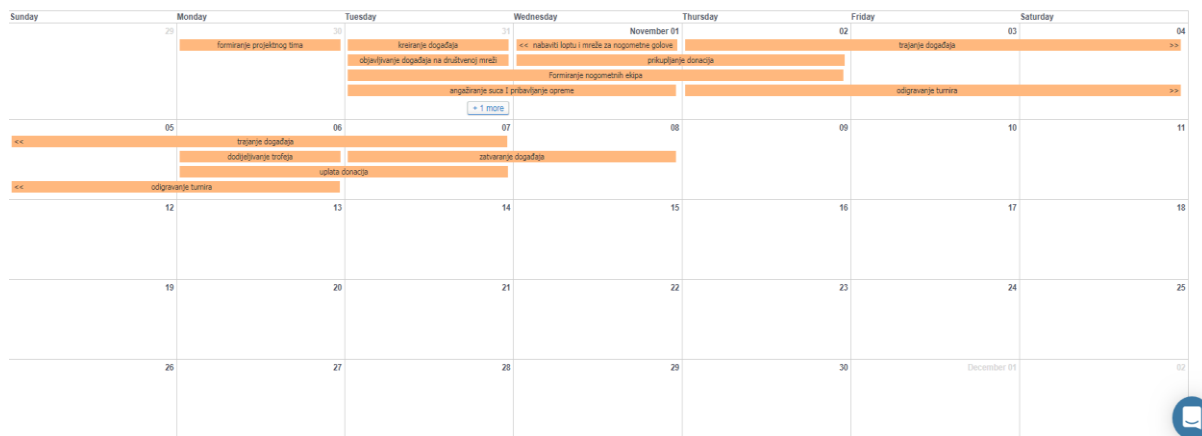 Sunday Monday Tuesday Wednesday Thursday Friday Saturday
29 30 31 November 01 02 03 04
formiranje projektnog tima kreiranje događaja << nabaviti loptu i mreže za nogometne golove trajanje događaja >>
objavljivanje događaja na društvenoj mreži prikupljanje donacija
Formiranje nogometnih ekipa
angažiranje suca I pribavljanje opreme odigravanje turnira >>
+ 1 more
05 06 07 08 09 10 11
<< trajanje događaja
dodijeljivanje trofeja zatvaranje događaja
uplata donacija
<< odigravanje turnira
12 13 14 15 16 17 18
19 20 21 22 23 24 25
26 27 28 29 30 December 01 02